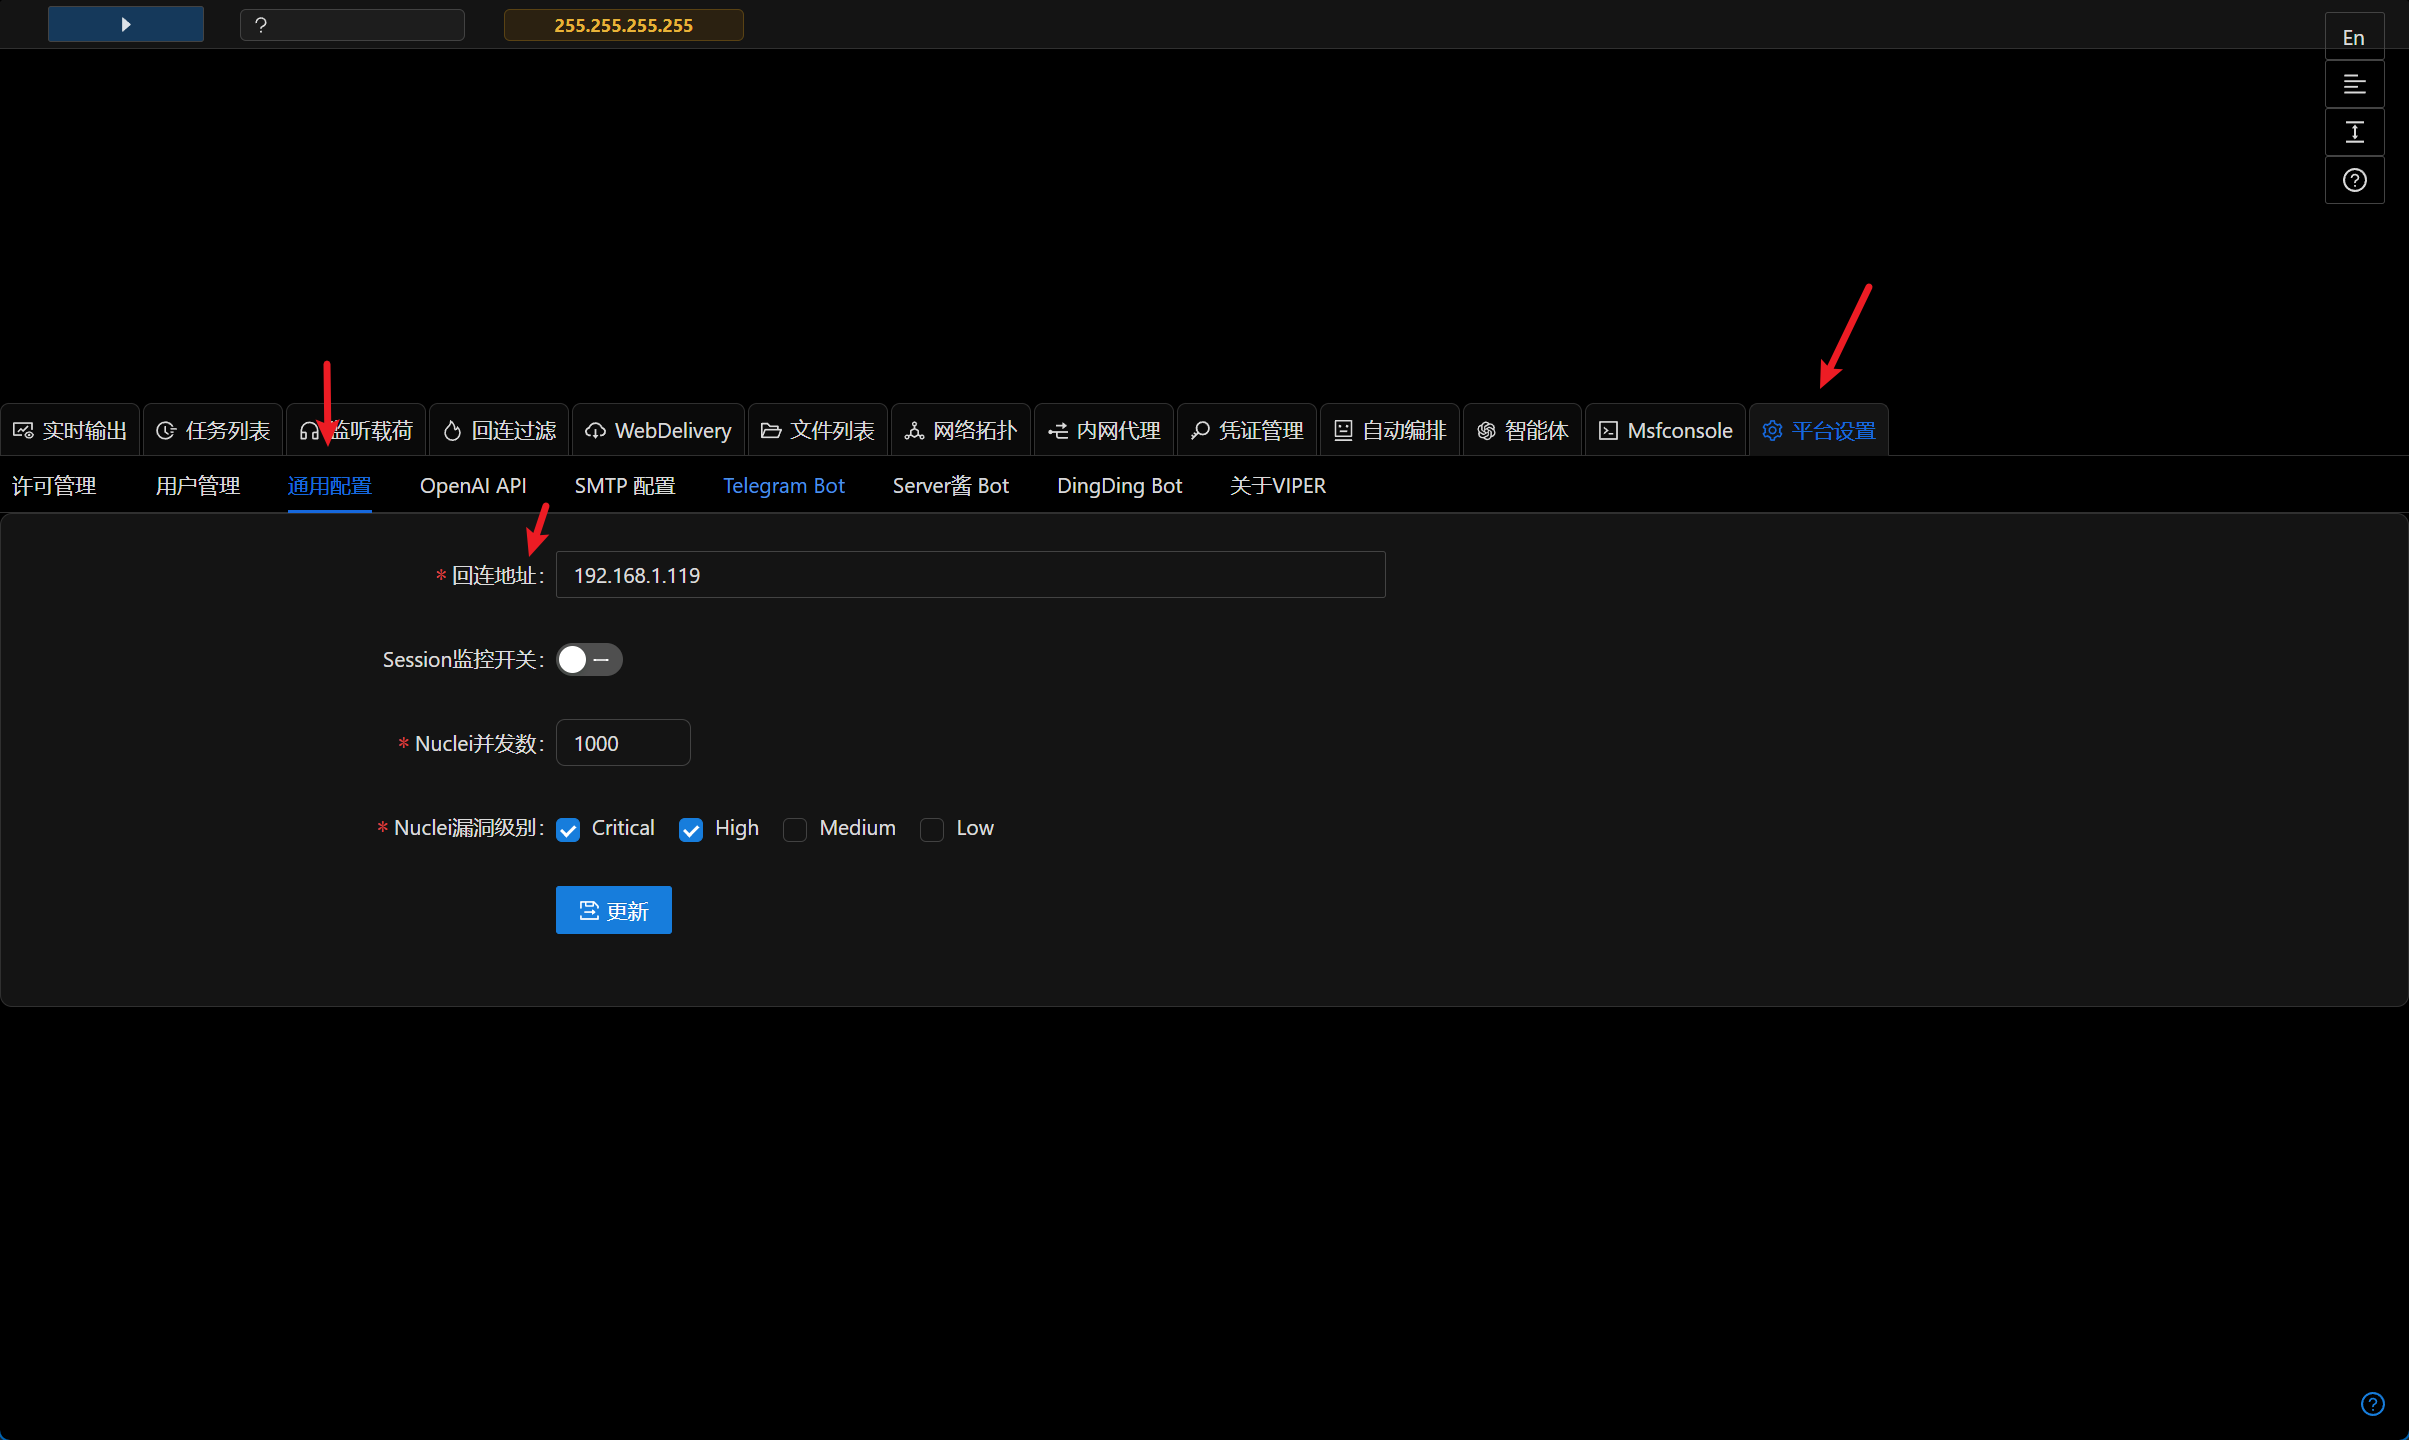 ?
255.255.255.255
En
实时输出 任务列表 监听载荷 回连过滤 WebDelivery 文件列表 网络拓扑 内网代理 凭证管理 自动编排 智能体 Msfconsole 平台设置
许可管理 用户管理 通用配置 OpenAI API SMTP 配置 Telegram Bot Server酱 Bot DingDing Bot 关于VIPER
* 回连地址: 192.168.1.119
Session监控开关:
* Nuclei并发数: 1000
* Nuclei漏洞级别: Critical High Medium Low
更新